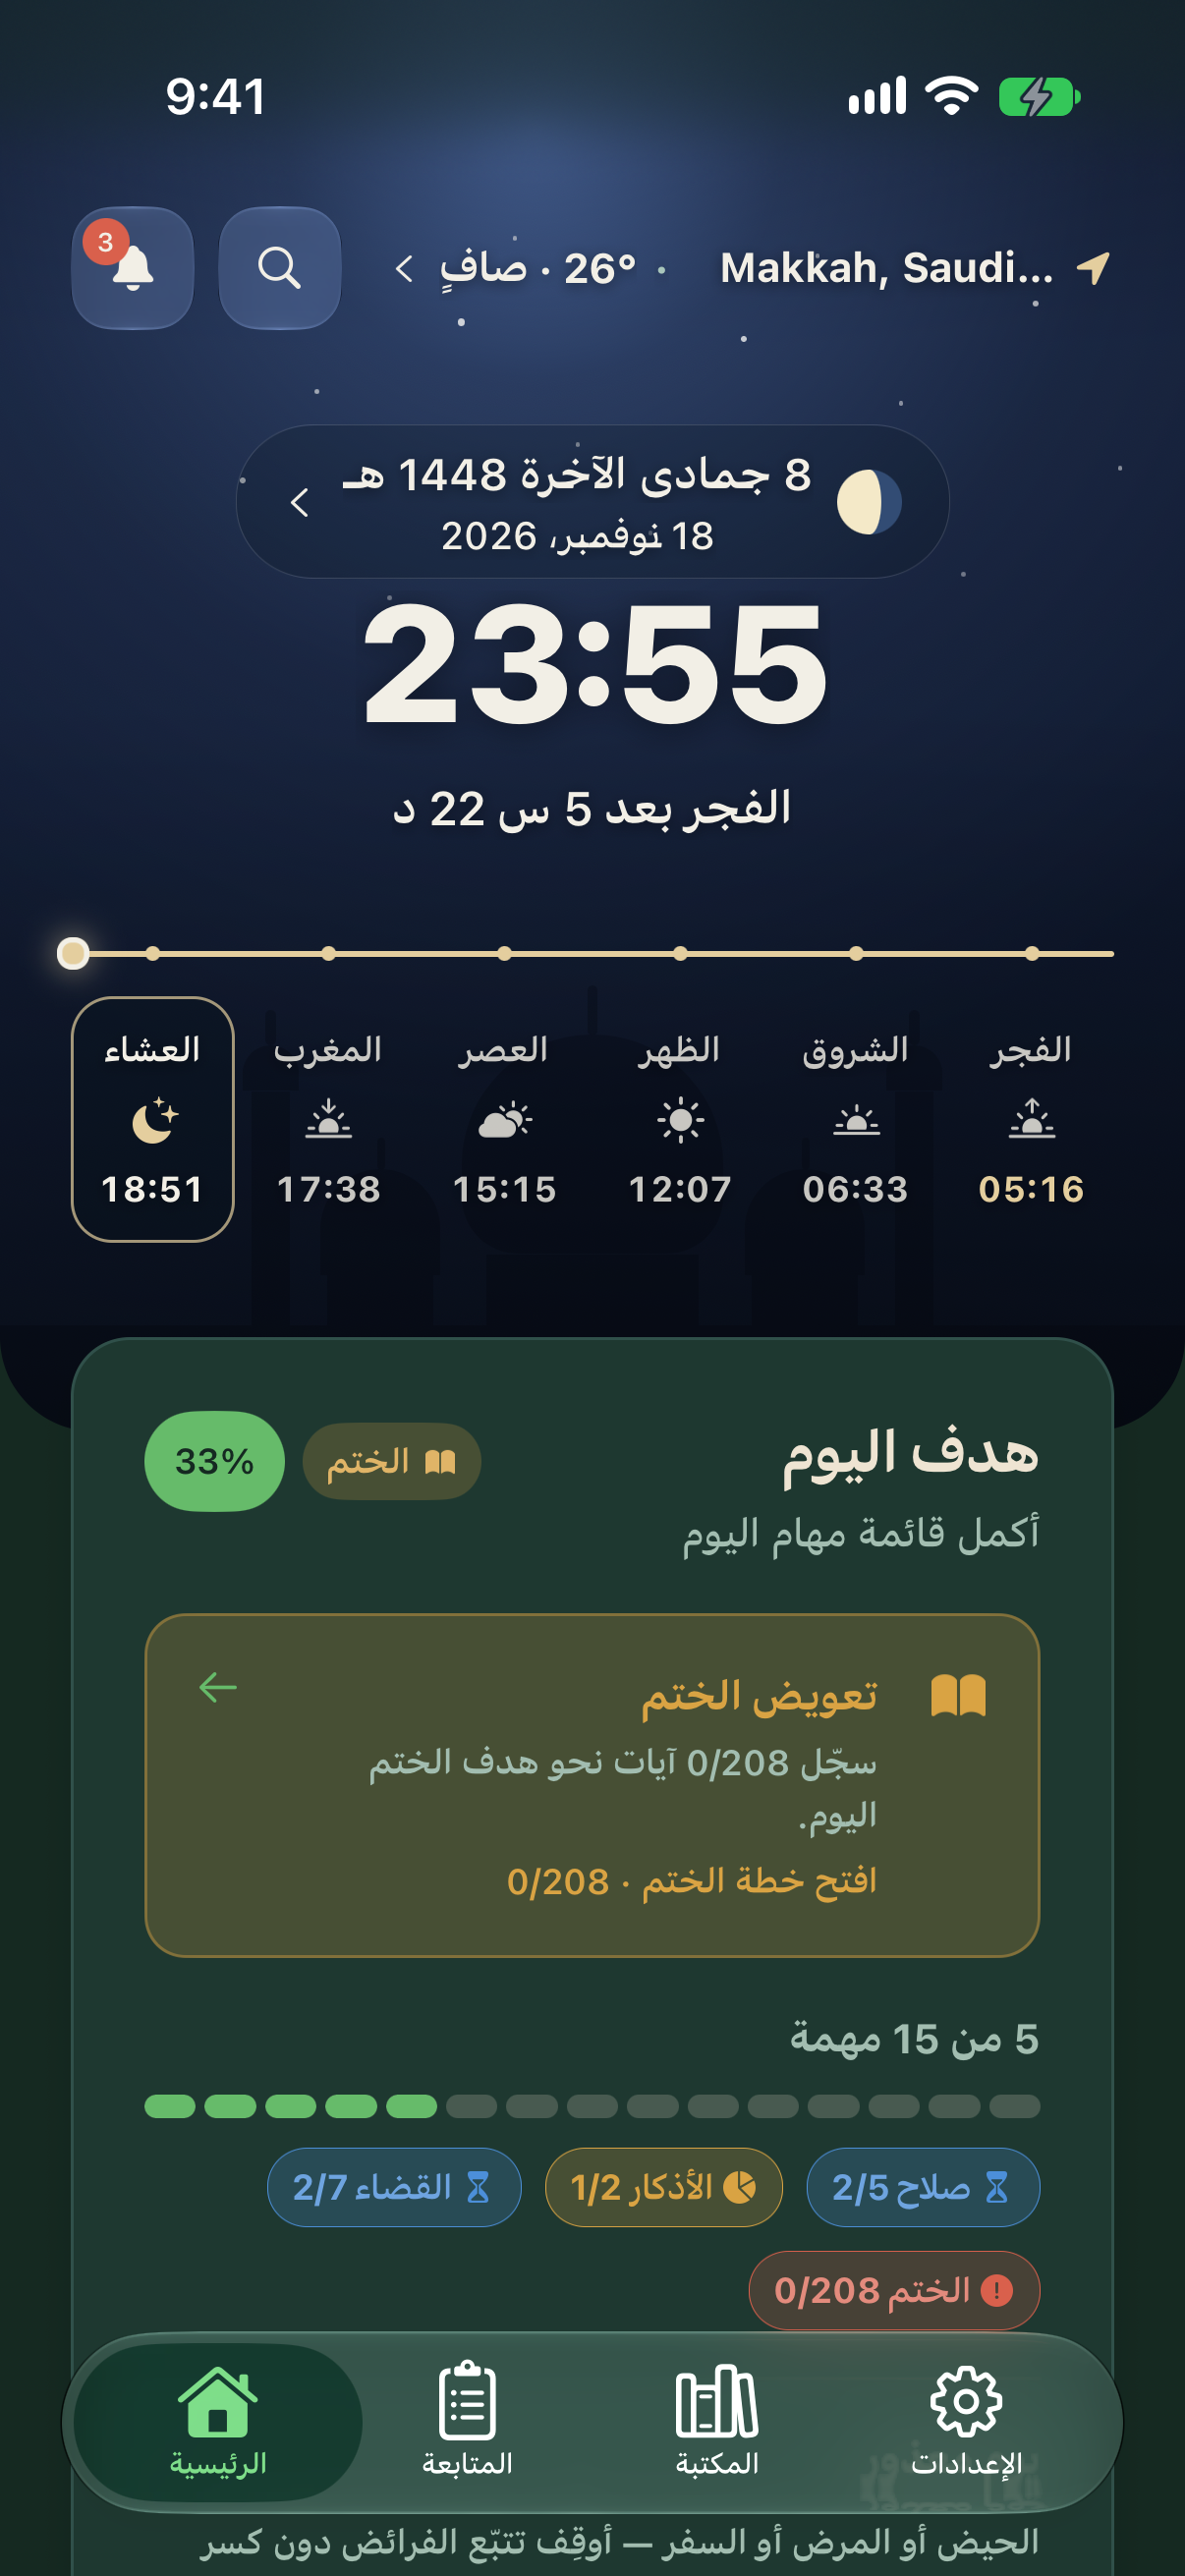 9:41
Makkah, Saudi... · 26° · صافٍ
3
8 جمادى الآخرة 1448 هـ
18 نوفمبر، 2026
23:55
الفجر بعد 5 س 22 د
الفجر الشروق الظهر العصر المغرب العشاء
05:16 06:33 12:07 15:15 17:38 18:51
هدف اليوم
الختم
33%
أكمل قائمة مهام اليوم
تعويض الختم
سجّل 0/208 آيات نحو هدف الختم
اليوم.
افتح خطة الختم · 0/208
5 من 15 مهمة
صلاح 2/5
الأذكار 1/2
القضاء 2/7
الختم 0/208
الإعدادات المكتبة المتابعة الرئيسية
الحيض أو المرض أو السفر — أوقِف تتبّع الفرائض دون كسر